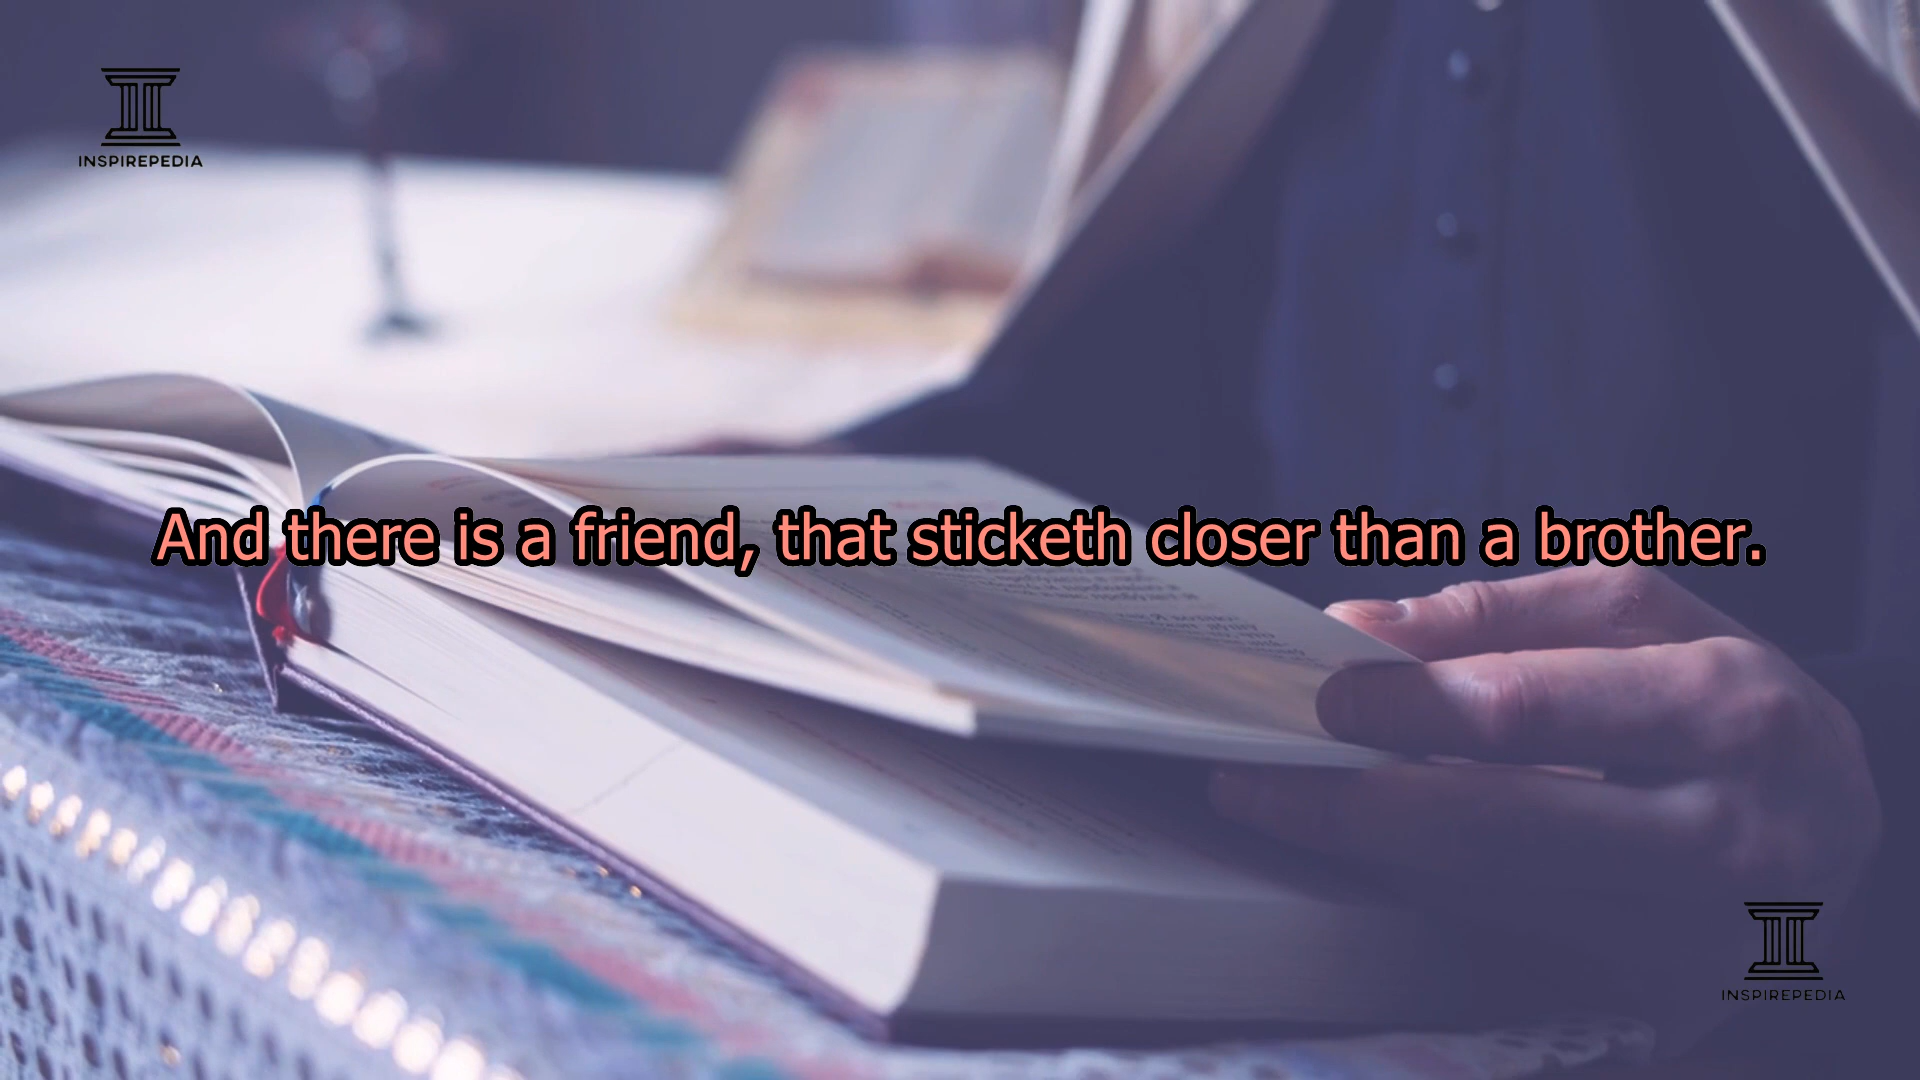 INSPIREPEDIA
And there is a friend, that sticketh closer than a brother.
INSPIREPEDIA